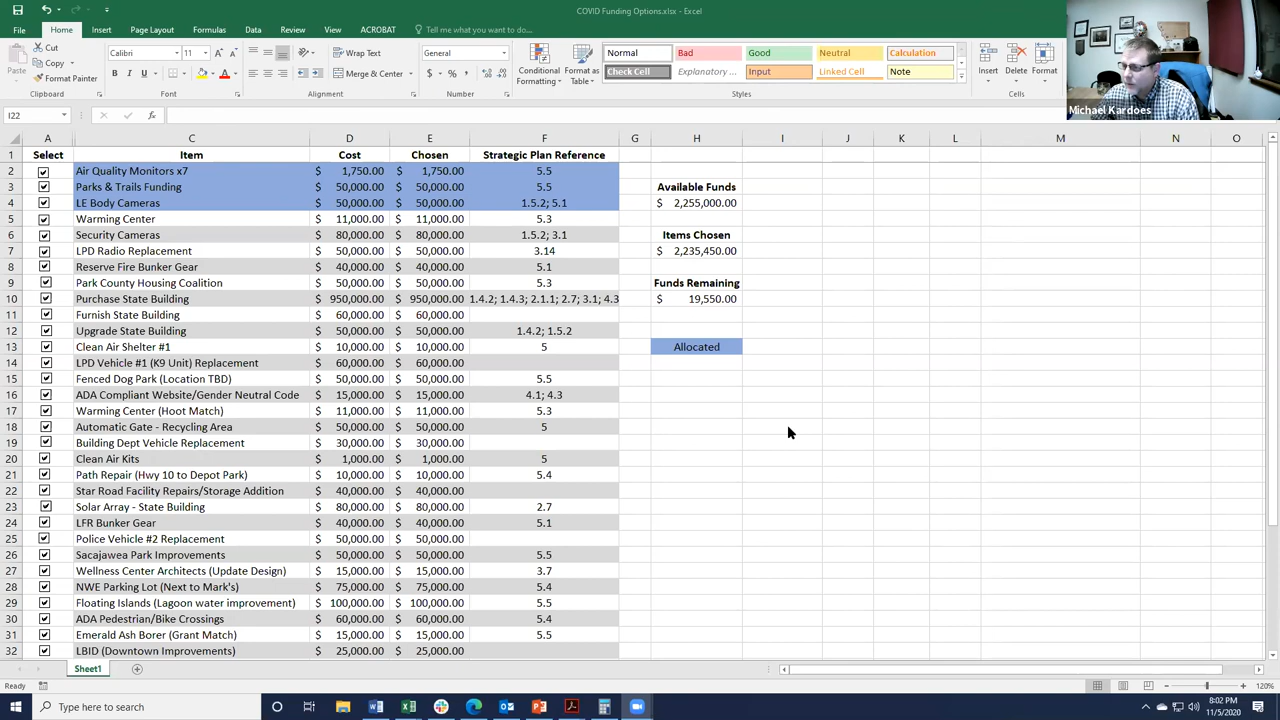 COVID Funding Options.xlsx
File Home Insert Page Layout Formulas Data Review View ACROBAT
Cut
Copy
Format Painter
Paste
Clipboard
Calibri 11
Font
Wrap Text
Merge & Center
Alignment
General
Number
Conditional Formatting
Format as Table
Normal Bad Good Neutral Calculation
Check Cell Explanatory ... Input Linked Cell Note
Styles
Insert Delete Format
Cells
Michael Kardoes
I22
A C D E F G H I J K L M N O
1 Select Item Cost Chosen Strategic Plan Reference
2 Air Quality Monitors x7 $ 1,750.00 $ 1,750.00 5.5
3 Parks & Trails Funding $ 50,000.00 $ 50,000.00 5.5 Available Funds
4 LE Body Cameras $ 50,000.00 $ 50,000.00 1.5.2; 5.1 $ 2,255,000.00
5 Warming Center $ 11,000.00 $ 11,000.00 5.3
6 Security Cameras $ 80,000.00 $ 80,000.00 1.5.2; 3.1 Items Chosen
7 LPD Radio Replacement $ 50,000.00 $ 50,000.00 3.14 $ 2,235,450.00
8 Reserve Fire Bunker Gear $ 40,000.00 $ 40,000.00 5.1
9 Park County Housing Coalition $ 50,000.00 $ 50,000.00 5.3 Funds Remaining
10 Purchase State Building $ 950,000.00 $ 950,000.00 1.4.2; 1.4.3; 2.1.1; 2.7; 3.1; 4.3 $ 19,550.00
11 Furnish State Building $ 60,000.00 $ 60,000.00
12 Upgrade State Building $ 50,000.00 $ 50,000.00 1.4.2; 1.5.2
13 Clean Air Shelter #1 $ 10,000.00 $ 10,000.00 5 Allocated
14 LPD Vehicle #1 (K9 Unit) Replacement $ 60,000.00 $ 60,000.00
15 Fenced Dog Park (Location TBD) $ 50,000.00 $ 50,000.00 5.5
16 ADA Compliant Website/Gender Neutral Code $ 15,000.00 $ 15,000.00 4.1; 4.3
17 Warming Center (Hoot Match) $ 11,000.00 $ 11,000.00 5.3
18 Automatic Gate - Recycling Area $ 50,000.00 $ 50,000.00 5
19 Building Dept Vehicle Replacement $ 30,000.00 $ 30,000.00
20 Clean Air Kits $ 1,000.00 $ 1,000.00 5
21 Path Repair (Hwy 10 to Depot Park) $ 10,000.00 $ 10,000.00 5.4
22 Star Road Facility Repairs/Storage Addition $ 40,000.00 $ 40,000.00
23 Solar Array - State Building $ 80,000.00 $ 80,000.00 2.7
24 LFR Bunker Gear $ 40,000.00 $ 40,000.00 5.1
25 Police Vehicle #2 Replacement $ 50,000.00 $ 50,000.00
26 Sacajawea Park Improvements $ 50,000.00 $ 50,000.00 5.5
27 Wellness Center Architects (Update Design) $ 15,000.00 $ 15,000.00 3.7
28 NWE Parking Lot (Next to Mark's) $ 75,000.00 $ 75,000.00 5.4
29 Floating Islands (Lagoon water improvement) $ 100,000.00 $ 100,000.00 5.5
30 ADA Pedestrian/Bike Crossings $ 60,000.00 $ 60,000.00 5.4
31 Emerald Ash Borer (Grant Match) $ 15,000.00 $ 15,000.00 5.5
32 LBID (Downtown Improvements) $ 25,000.00 $ 25,000.00
Sheet1
Ready 120%
Type here to search
8:02 PM
11/5/2020